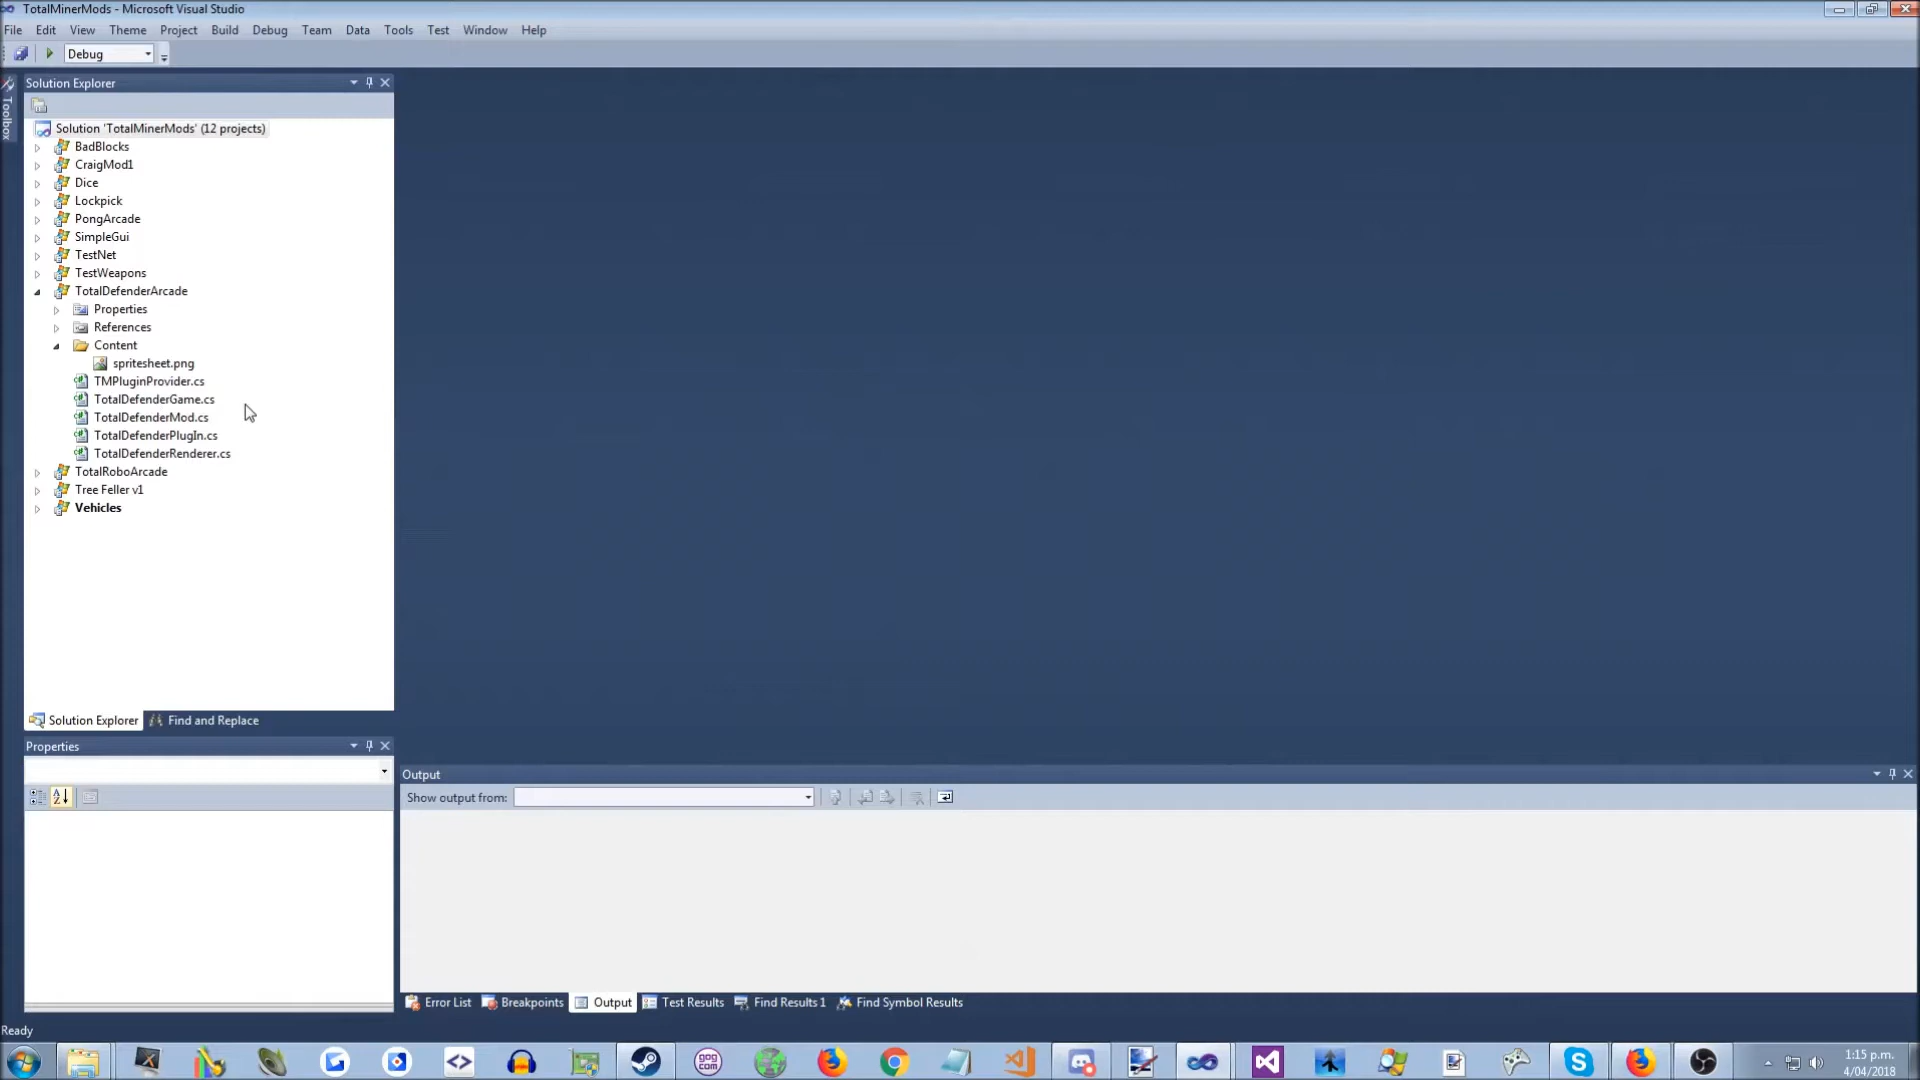 TotalMinerMods - Microsoft Visual Studio
File Edit View Theme Project Build Debug Team Data Tools Test Window Help
Debug
Toolbox
Solution Explorer
Solution 'TotalMinerMods' (12 projects)
BadBlocks
CraigMod1
Dice
Lockpick
PongArcade
SimpleGui
TestNet
TestWeapons
TotalDefenderArcade
Properties
References
Content
spritesheet.png
TMPluginProvider.cs
TotalDefenderGame.cs
TotalDefenderMod.cs
TotalDefenderPlugIn.cs
TotalDefenderRenderer.cs
TotalRoboArcade
Tree Feller v1
Vehicles
Solution Explorer Find and Replace
Properties
Output
Show output from:
Error List Breakpoints Output Test Results Find Results 1 Find Symbol Results
Ready
gog
com
1:15 p.m.
4/04/2018